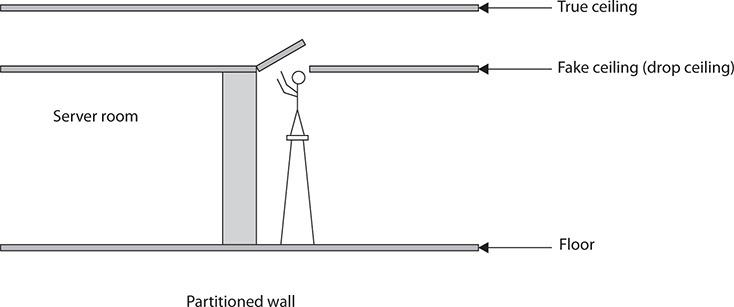 True ceiling
Fake ceiling (drop ceiling)
Server room
Floor
Partitioned wall